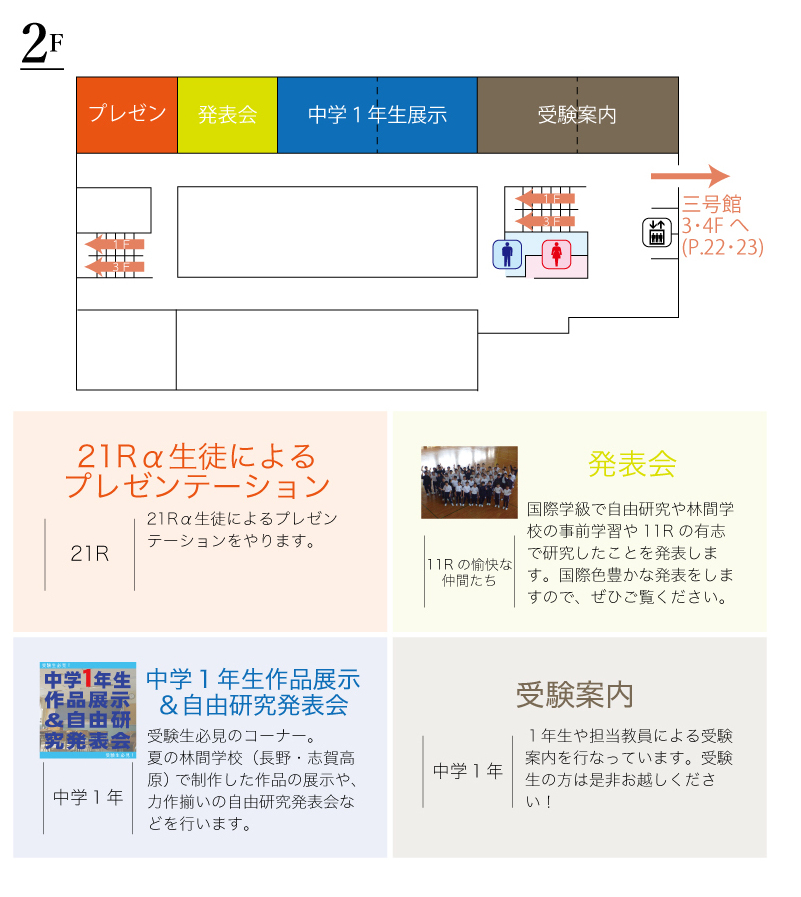 2F
プレゼン
発表会
中学１年生展示
受験案内
1F
3F
1F
3F
三号館
3･4F へ
(P.22･23)
21Rα生徒による
プレゼンテーション
21R
21Rα生徒によるプレゼン
テーションをやります。
発表会
11R の愉快な
仲間たち
国際学級で自由研究や林間学
校の事前学習や 11R の有志
で研究したことを発表しま
す。国際色豊かな発表をしま
すので、ぜひご覧ください。
受験生必見！
中学1年生
作品展示
＆自由研
究発表会
受験生必見！
中学１年
中学１年生作品展示
＆自由研究発表会
受験生必見のコーナー。
夏の林間学校（長野・志賀高
原）で制作した作品の展示や、
力作揃いの自由研究発表会な
どを行います。
受験案内
中学１年
１年生や担当教員による受験
案内を行なっています。受験
生の方は是非お越しくださ
い！